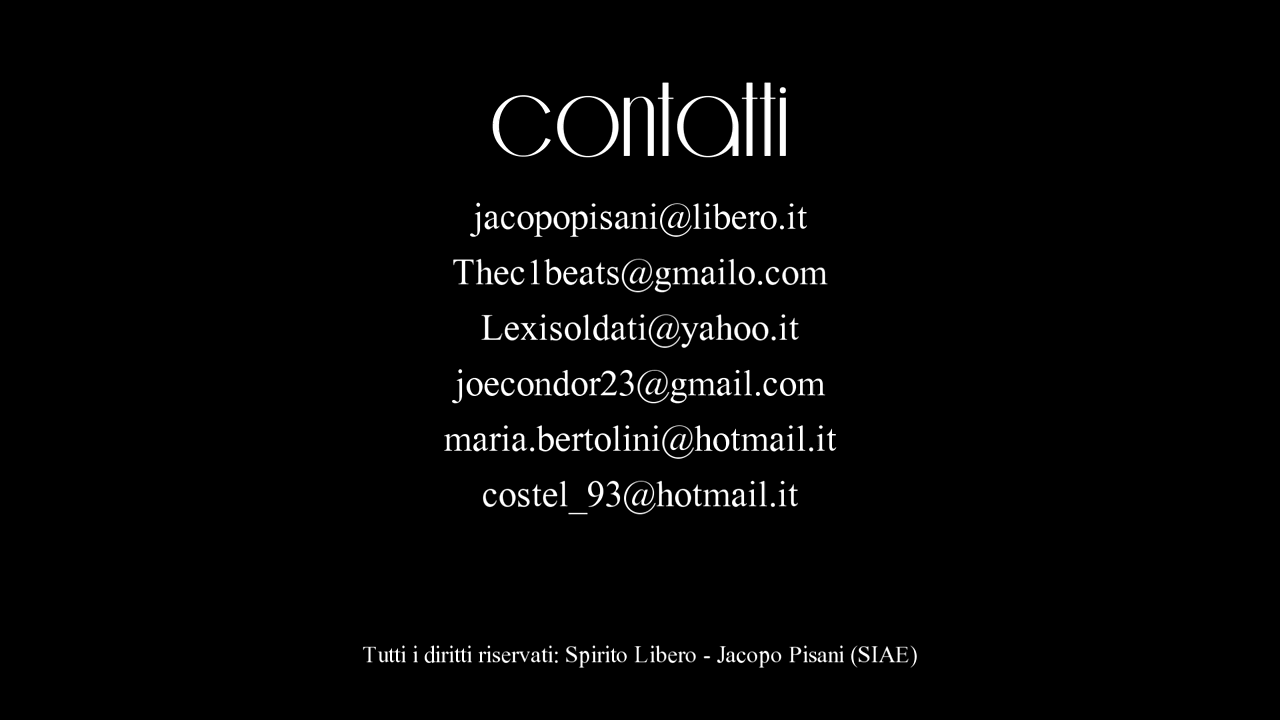 contatti
jacopopisani@libero.it
Thec1beats@gmailo.com
Lexisoldati@yahoo.it
joecondor23@gmail.com
maria.bertolini@hotmail.it
costel_93@hotmail.it
Tutti i diritti riservati: Spirito Libero - Jacopo Pisani (SIAE)